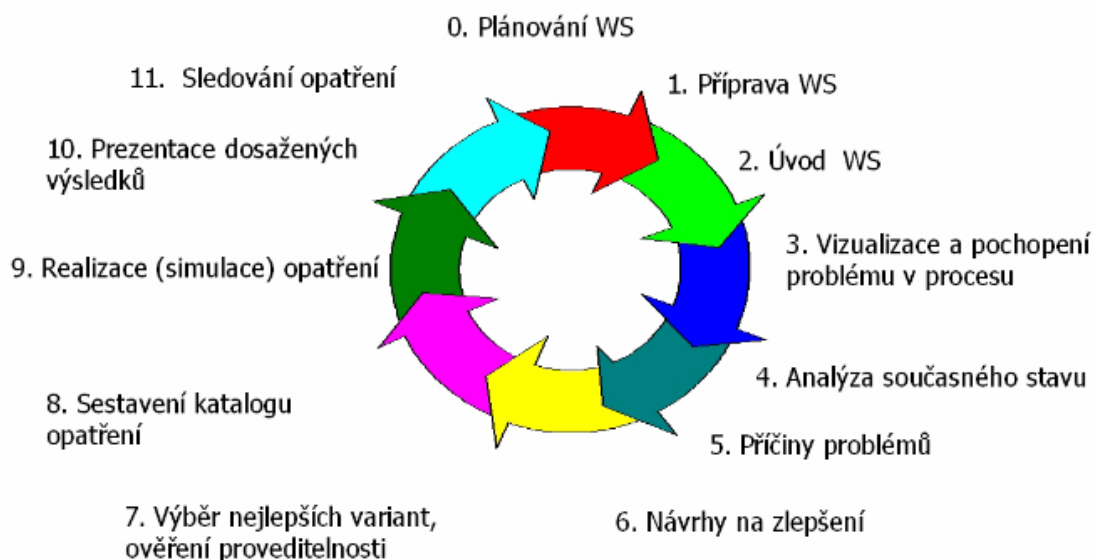 0. Plánování WS
1. Příprava WS
2. Úvod WS
3. Vizualizace a pochopení
problému v procesu
4. Analýza současného stavu
5. Příčiny problémů
6. Návrhy na zlepšení
7. Výběr nejlepších variant,
ověření proveditelnosti
8. Sestavení katalogu
opatření
9. Realizace (simulace) opatření
10. Prezentace dosažených
výsledků
11. Sledování opatření